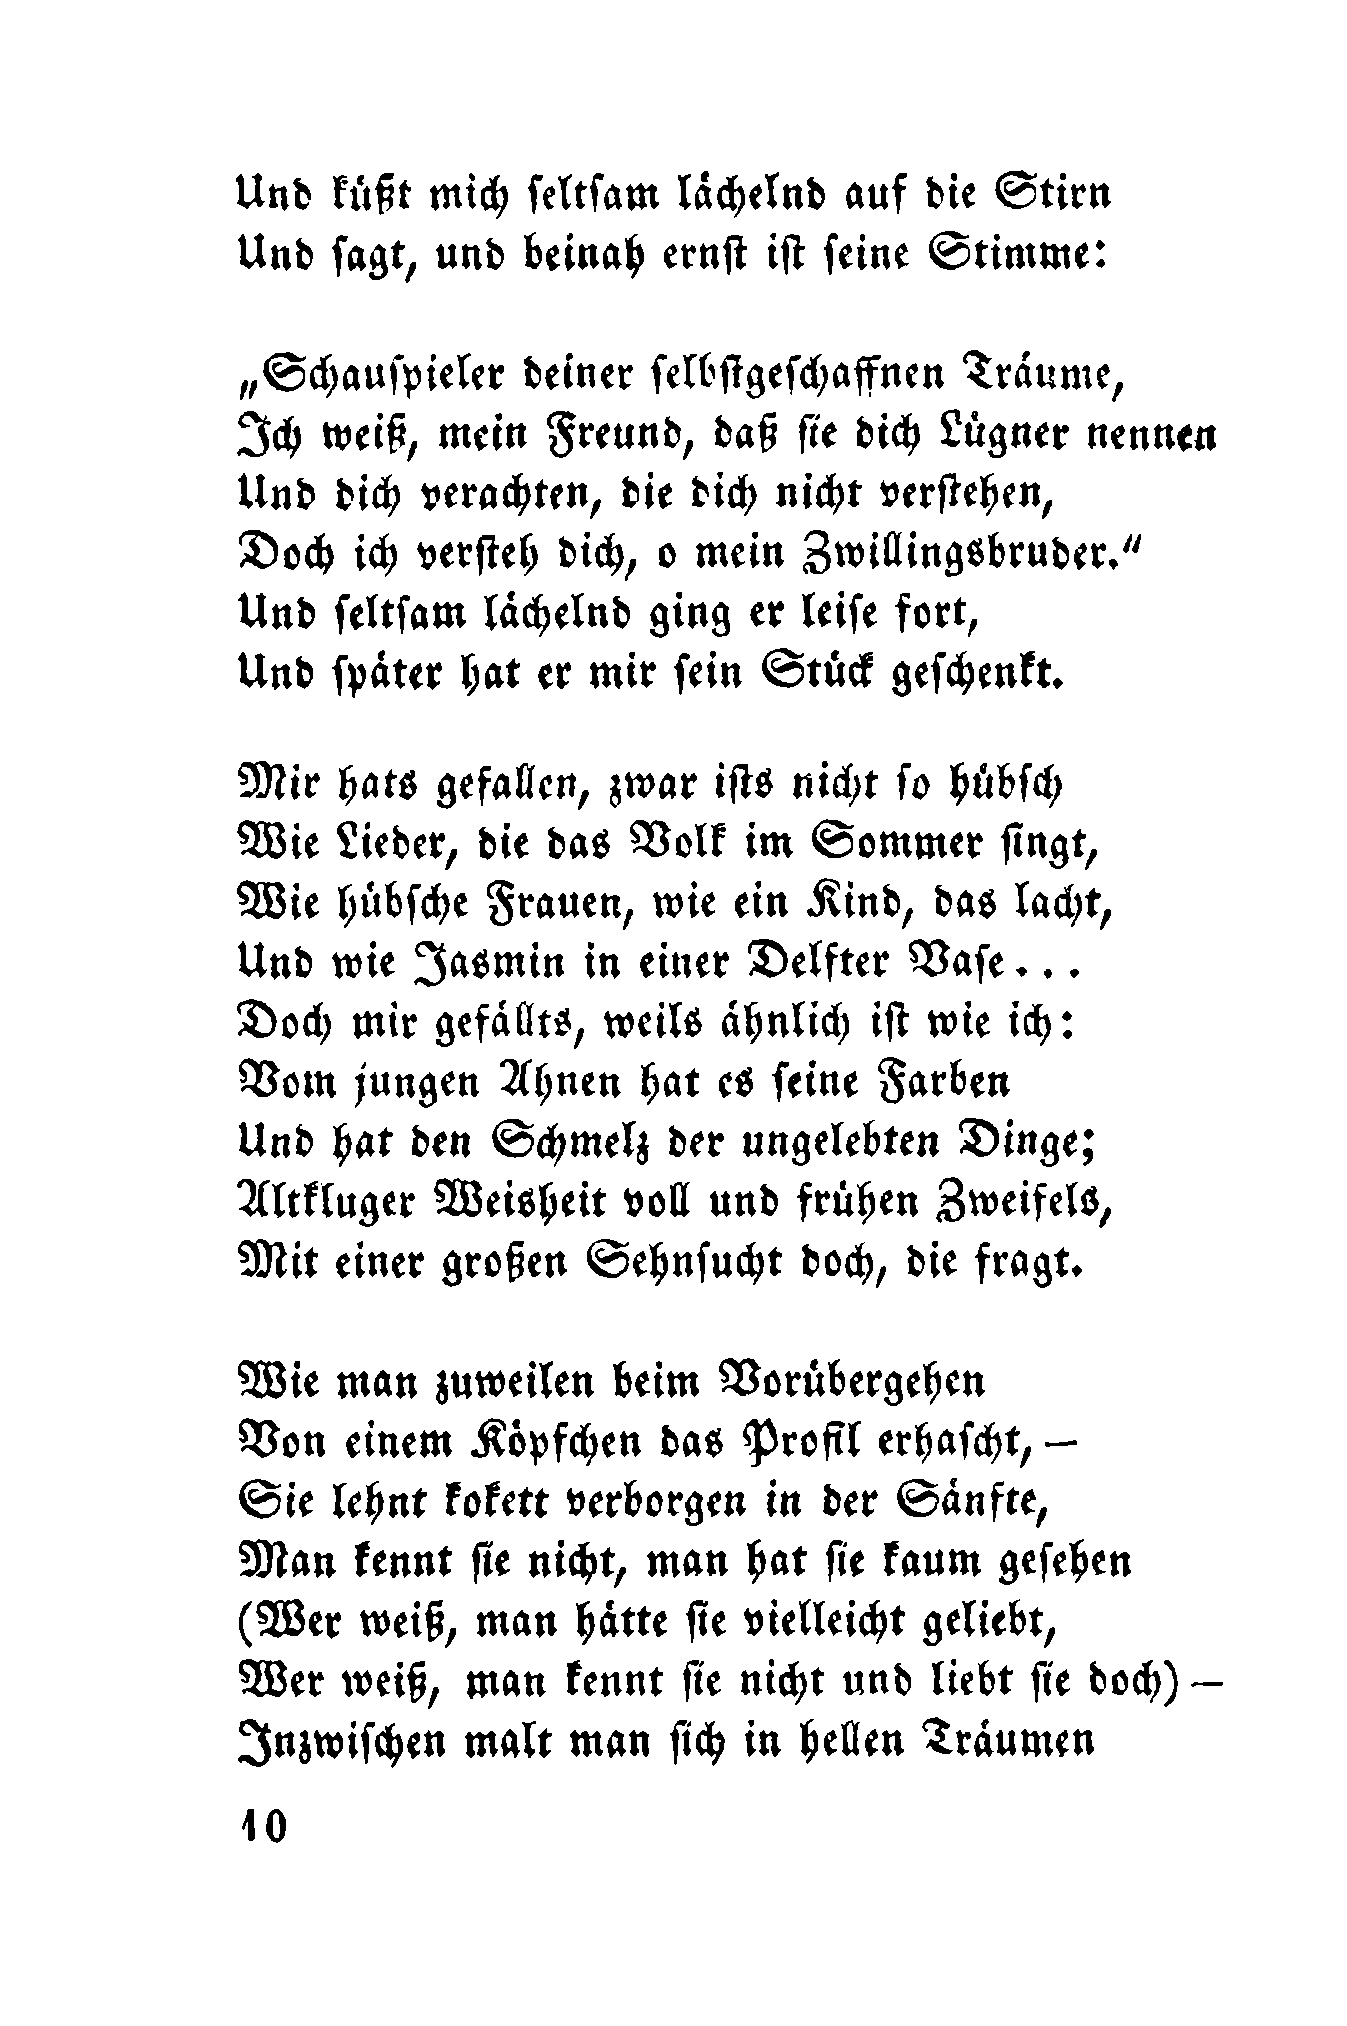 Und küßt mich seltsam lächelnd auf die Stirn
Und sagt, und beinah ernst ist seine Stimme:
„Schauspieler deiner selbstgeschaffnen Träume,
Ich weiß, mein Freund, daß sie dich Lügner nennen
Und dich verachten, die dich nicht verstehen,
Doch ich versteh dich, o mein Zwillingsbruder."
Und seltsam lächelnd ging er leise fort,
Und später hat er mir sein Stück geschenkt.
Mir hats gefallen, zwar ists nicht so hübsch
Wie Lieder, die das Volk im Sommer singt,
Wie hübsche Frauen, wie ein Kind, das lacht,
Und wie Jasmin in einer Delfter Vase...
Doch mir gefällts, weils ähnlich ist wie ich:
Vom jungen Ahnen hat es seine Farben
Und hat den Schmelz der ungelebten Dinge;
Altkluger Weisheit voll und frühen Zweifels,
Mit einer großen Sehnsucht doch, die fragt.
Wie man zuweilen beim Vorübergehen
Von einem Köpfchen das Profil erhascht, —
Sie lehnt kokett verborgen in der Sänfte,
Man kennt sie nicht, man hat sie kaum gesehen
(Wer weiß, man hätte sie vielleicht geliebt,
Wer weiß, man kennt sie nicht und liebt sie doch) —
Inzwischen malt man sich in hellen Träumen
10